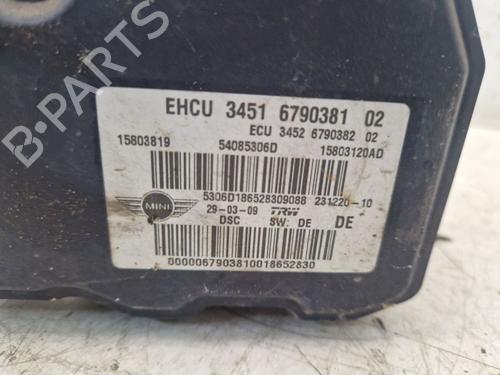 B-PARTS
EHCU 3451 6790381 02
ECU 3452 6790382 02
15803819 54085306D 15803120AD
5306D186528309088 231220-10
MINI 29-03-09 TRW
DSC SW: DE DE
0000067903810018652830